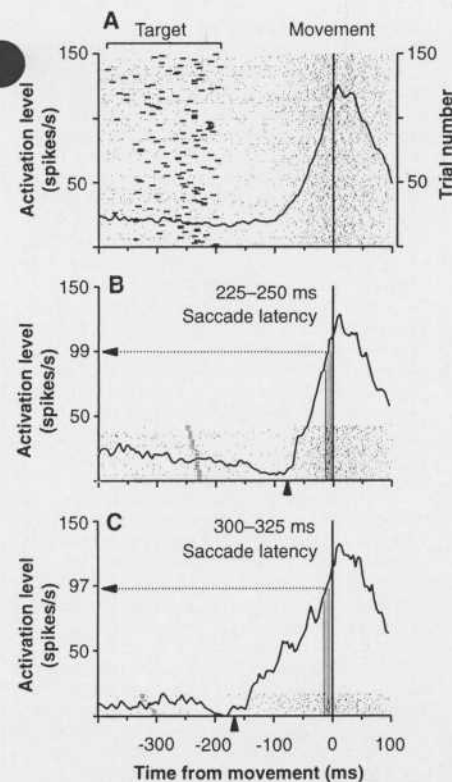 A
Target
Movement
150
50
Activation level
(spikes/s)
150
50
Trial number
B
225–250 ms
Saccade latency
150
99
50
Activation level
(spikes/s)
C
300–325 ms
Saccade latency
150
97
50
Activation level
(spikes/s)
-300 -200 -100 0 100
Time from movement (ms)